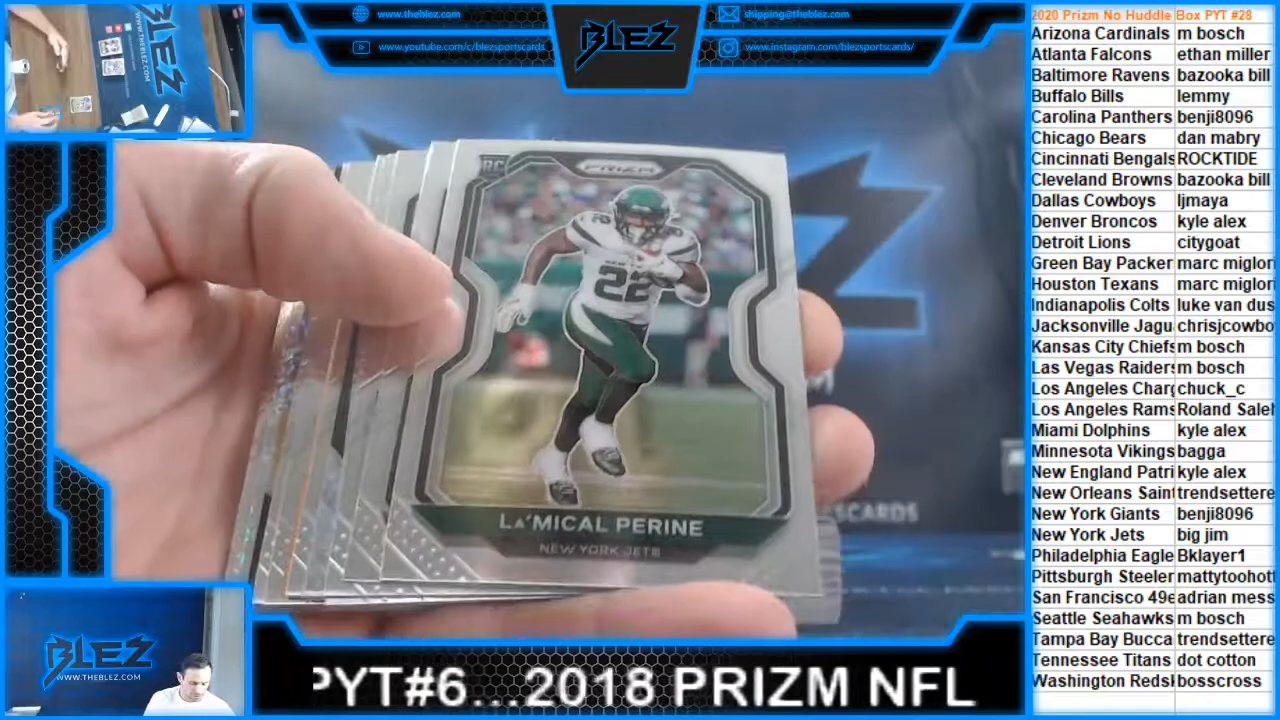 www.theblez.com
shipping@theblez.com
www.youtube.com/c/blezsportscards
www.instagram.com/blezsportscards/
BLEZ
BLEZ
RC
PRIZM
22
LA'MICAL PERINE
NEW YORK JETS
BLEZ
WWW.THEBLEZ.COM
PYT#6...2018 PRIZM NFL
2020 Prizm No Huddle Box PYT #28
Arizona Cardinals m bosch
Atlanta Falcons ethan miller
Baltimore Ravens bazooka bill
Buffalo Bills lemmy
Carolina Panthers benji8096
Chicago Bears dan mabry
Cincinnati Bengals ROCKTIDE
Cleveland Browns bazooka bill
Dallas Cowboys ljmaya
Denver Broncos kyle alex
Detroit Lions citygoat
Green Bay Packer marc miglori
Houston Texans marc miglori
Indianapolis Colts luke van dus
Jacksonville Jagu chrisjcowbo
Kansas City Chiefs m bosch
Las Vegas Raiders m bosch
Los Angeles Charg chuck_c
Los Angeles Rams Roland Saleh
Miami Dolphins kyle alex
Minnesota Vikings bagga
New England Patri kyle alex
New Orleans Saint trendsettere
New York Giants benji8096
New York Jets big jim
Philadelphia Eagle Bklayer1
Pittsburgh Steeler mattytoohott
San Francisco 49e adrian mess
Seattle Seahawks m bosch
Tampa Bay Bucca trendsettere
Tennessee Titans dot cotton
Washington Redsk bosscross